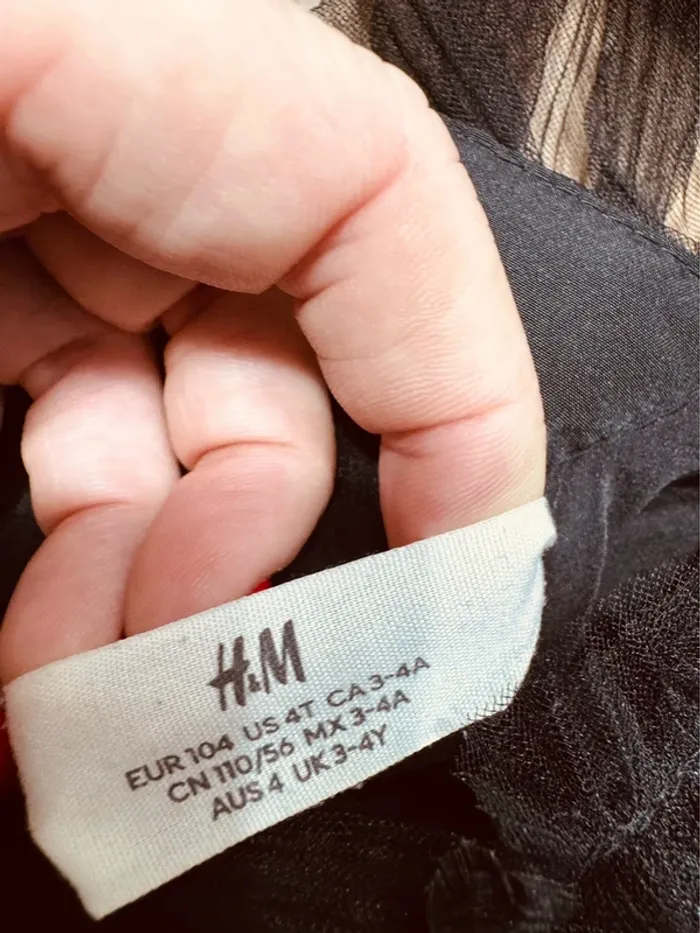 H&M
EUR 104 US 4T CA 3-4A
CN 110/56 MX 3-4A
AUS 4 UK 3-4Y